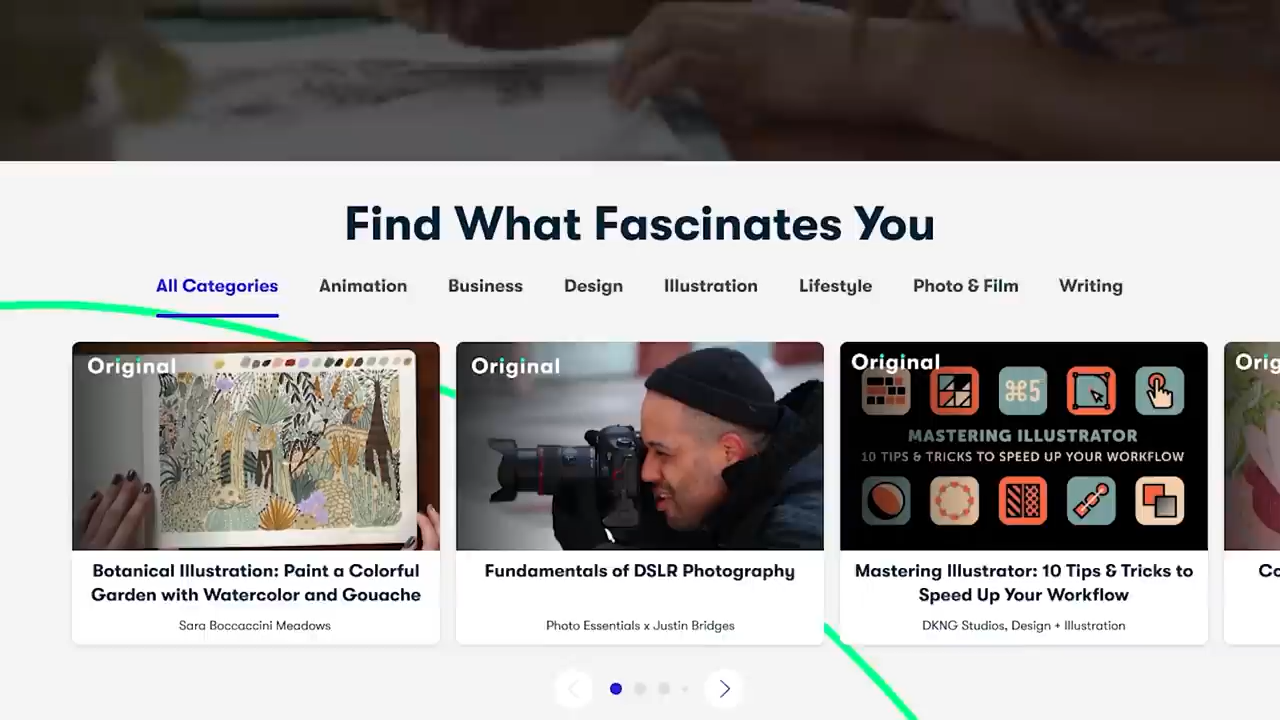 Find What Fascinates You
All Categories
Animation
Business
Design
Illustration
Lifestyle
Photo & Film
Writing
Original
Botanical Illustration: Paint a Colorful
Garden with Watercolor and Gouache
Sara Boccaccini Meadows
Original
Fundamentals of DSLR Photography
Photo Essentials x Justin Bridges
Original
⌘5
MASTERING ILLUSTRATOR
10 TIPS & TRICKS TO SPEED UP YOUR WORKFLOW
Mastering Illustrator: 10 Tips & Tricks to
Speed Up Your Workflow
DKNG Studios, Design + Illustration
Orig